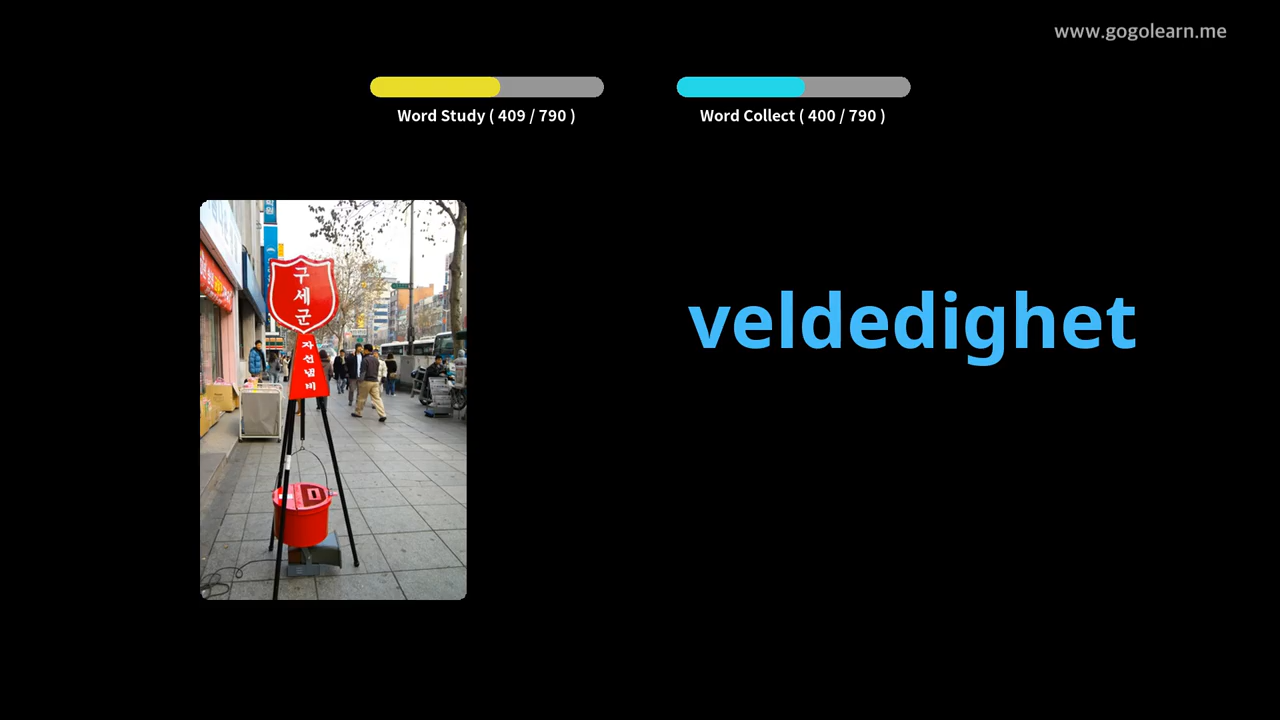 www.gogolearn.me
Word Study ( 409 / 790 )
Word Collect ( 400 / 790 )
구세군
자선냄비
veldedighet